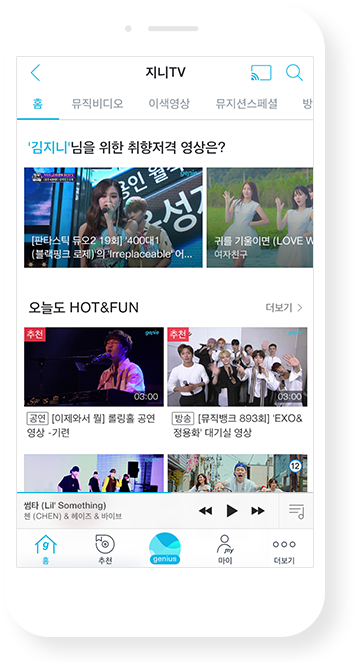 지니TV
홈 뮤직비디오 이색영상 뮤지션스페셜 방
'김지니'님을 위한 취향저격 영상은?
genie
[판타스틱 듀오2 19회] '400대1
(블랙핑크 로제)'의 'Irreplaceable' 어...
귀를 기울이면 (LOVE W
여자친구
오늘도 HOT&FUN 더보기
추천 genie 03:00
추천 genie 03:00
공연 [이제와서 뭘] 롤링홀 공연
영상 -기련
방송 [뮤직뱅크 893회] 'EXO&
정용화' 대기실 영상
12
썸타 (Lil' Something)
첸 (CHEN) & 헤이즈 & 바이브
g genius my
홈 추천 마이 더보기